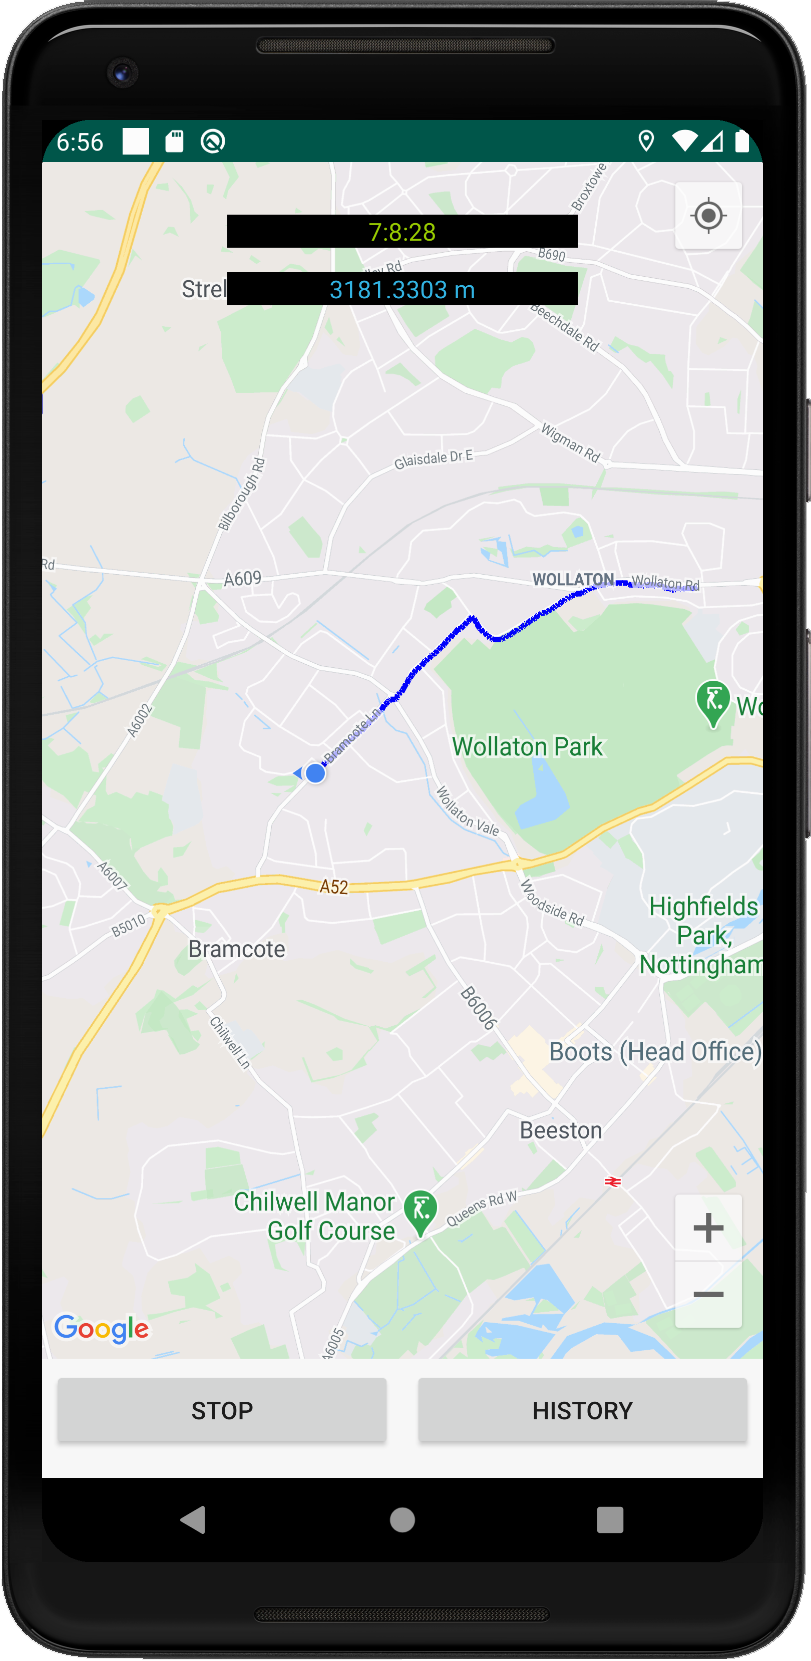 6:56
Broxtowe
7:8:28
B690
Strel
lley Rd
3181.3303 m
Beechdale Rd
Wigman Rd
Glaisdale Dr E
Bilborough Rd
Rd
A609
WOLLATON
Wollaton Rd
A6002
Bramcote Ln
Wo
Wollaton Park
Wollaton Vale
A6007
A52
Woodside Rd
B5010
Highfields
Park,
Nottingham
Bramcote
B6006
Chilwell Ln
Boots (Head Office)
Beeston
Chilwell Manor
Golf Course
Queens Rd W
A6005
Google
STOP
HISTORY